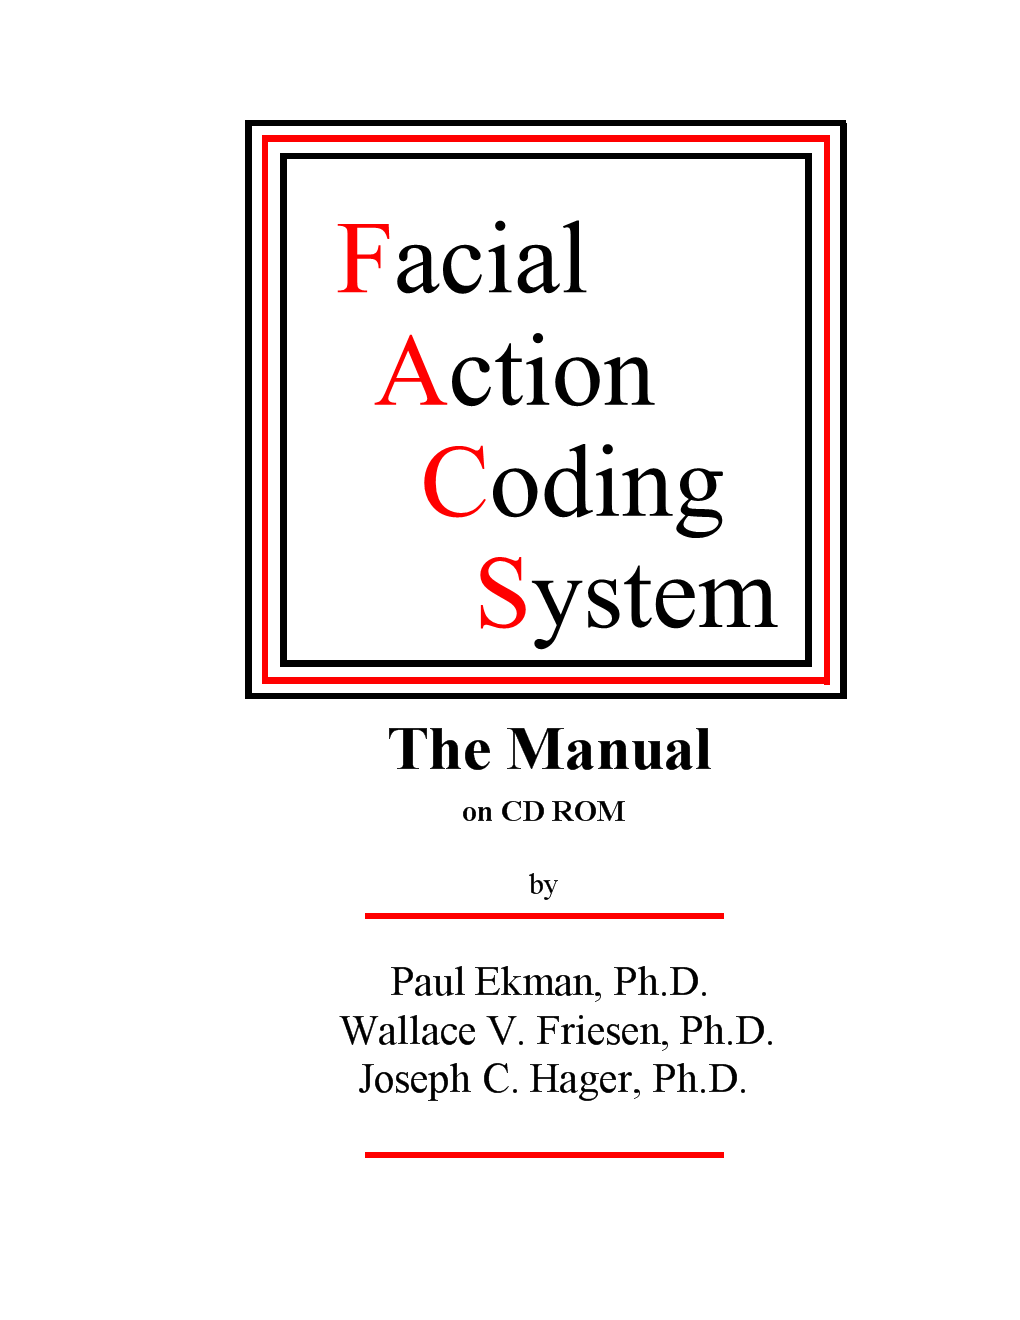 Facial
Action
Coding
System
The Manual
on CD ROM
by
Paul Ekman, Ph.D.
Wallace V. Friesen, Ph.D.
Joseph C. Hager, Ph.D.